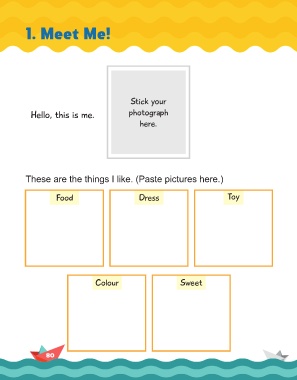 1. Meet Me!
Stick your
photograph
here.
Hello, this is me.
These are the things I like. (Paste pictures here.)
Food
Dress
Toy
Colour
Sweet
80